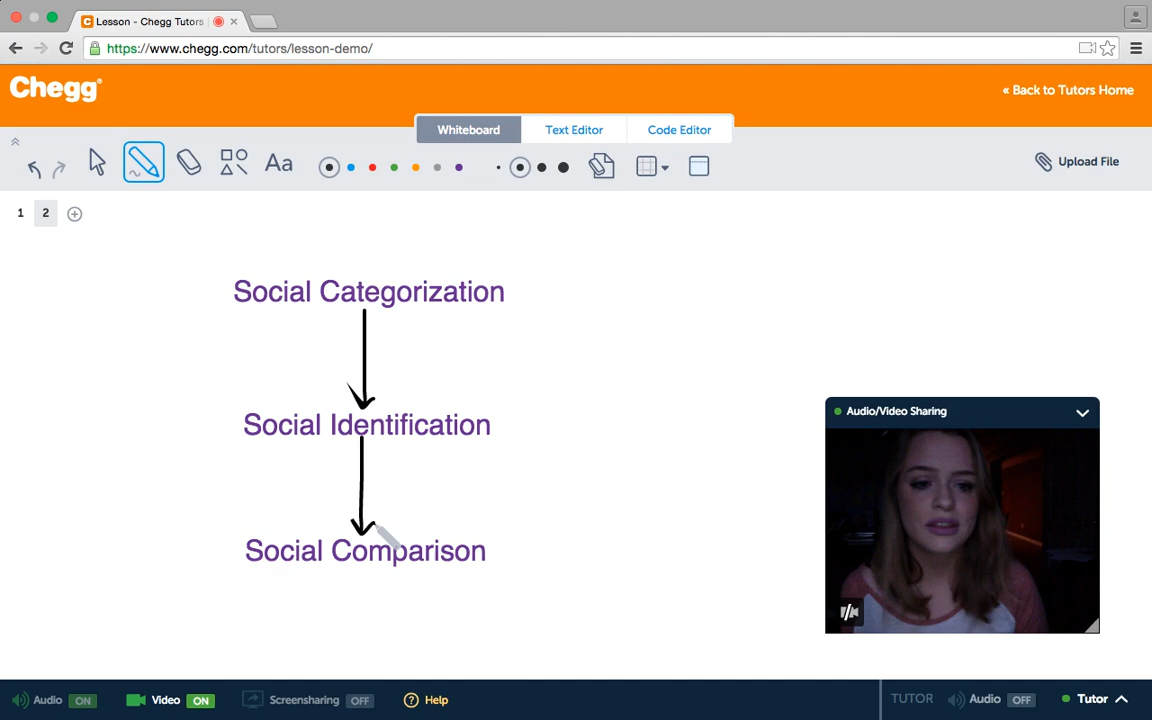 Lesson - Chegg Tutors
https://www.chegg.com/tutors/lesson-demo/
Chegg®
« Back to Tutors Home
Whiteboard Text Editor Code Editor
Aa
Upload File
1 2
Social Categorization
Social Identification
Social Comparison
Audio/Video Sharing
Audio ON Video ON Screensharing OFF Help TUTOR Audio OFF Tutor